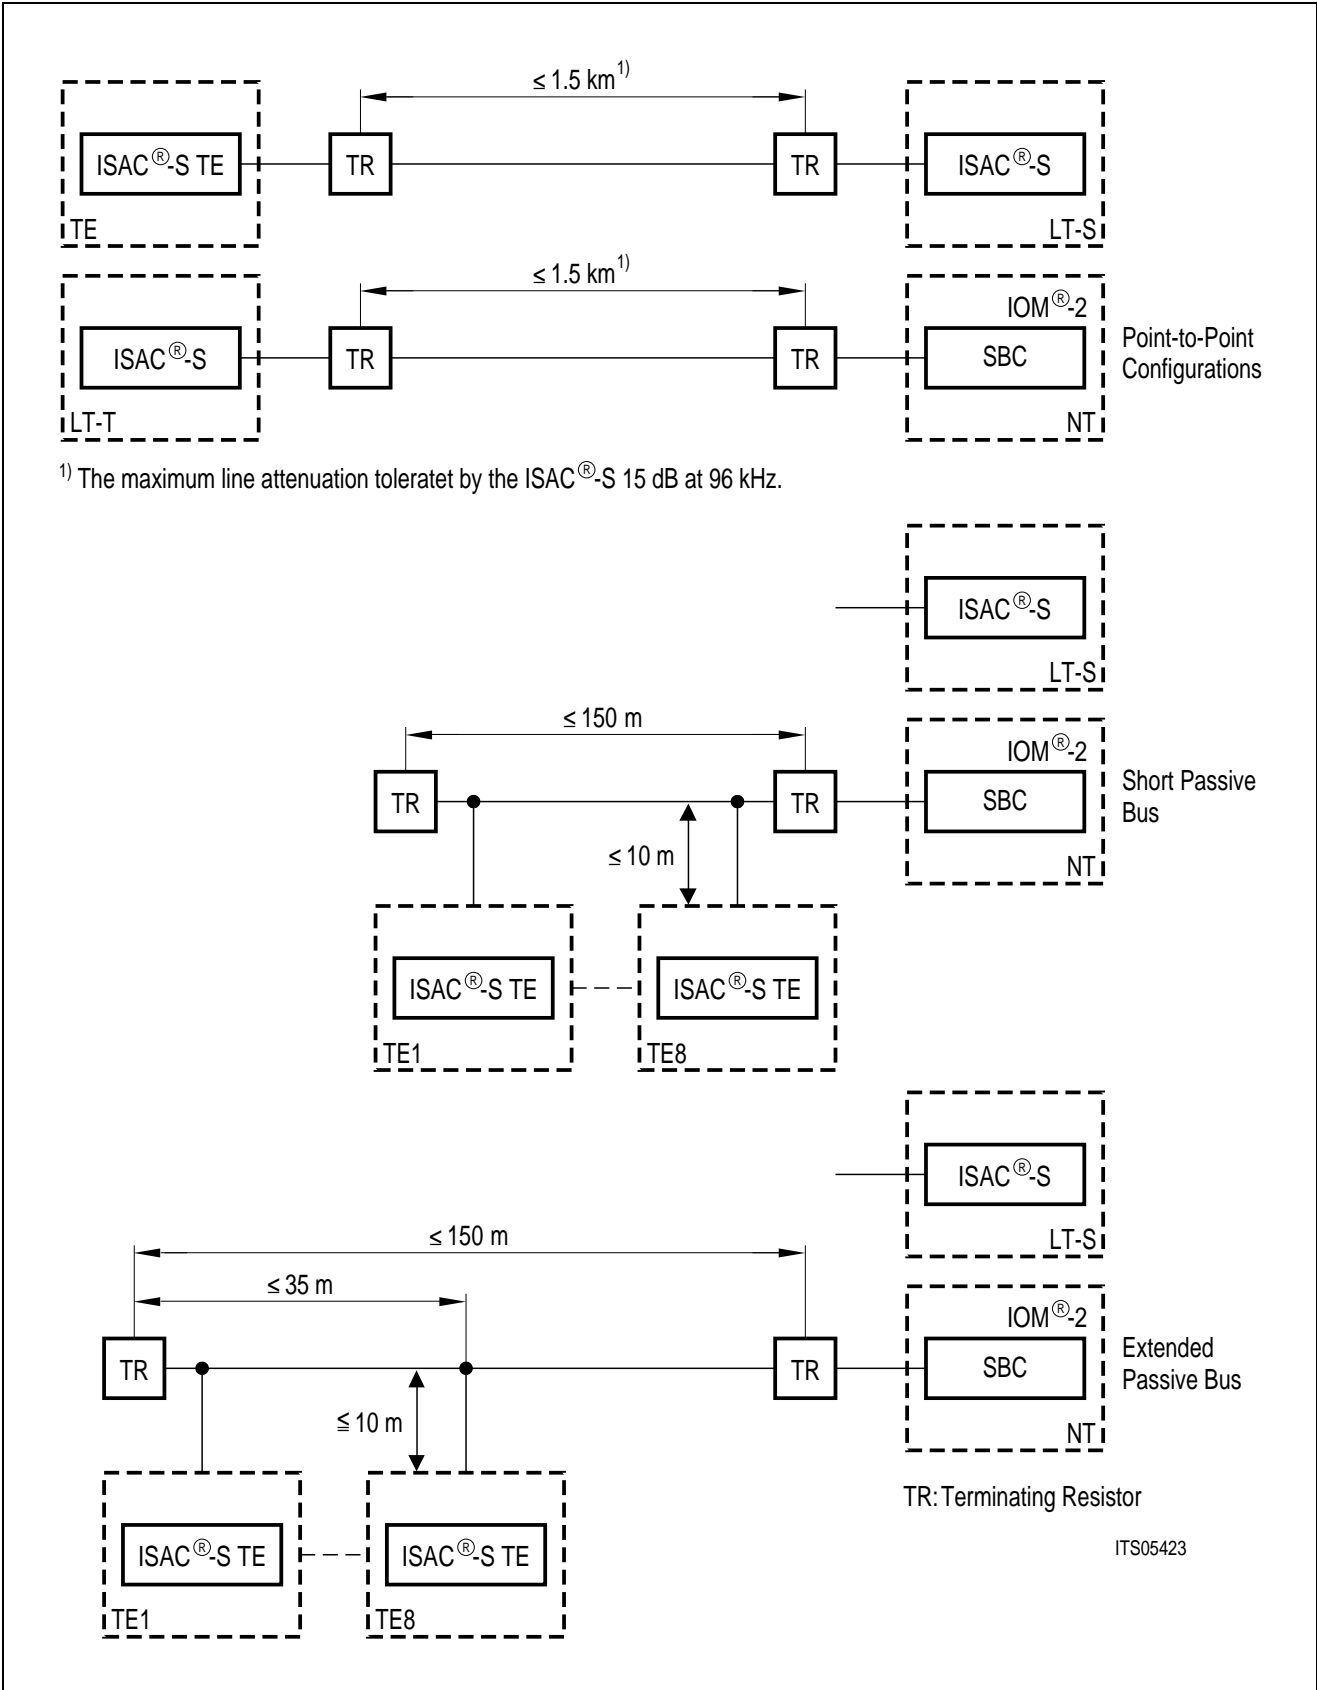 ≤ 1.5 km1)
ISAC®-S TE
TR
TR
ISAC®-S
TE
LT-S
≤ 1.5 km1)
IOM®-2
ISAC®-S
TR
TR
SBC
Point-to-Point
Configurations
LT-T
NT
1) The maximum line attenuation toleratet by the ISAC®-S 15 dB at 96 kHz.
ISAC®-S
LT-S
≤ 150 m
IOM®-2
TR
TR
SBC
Short Passive
Bus
≤ 10 m
NT
ISAC®-S TE
ISAC®-S TE
TE1
TE8
ISAC®-S
LT-S
≤ 150 m
≤ 35 m
IOM®-2
TR
TR
SBC
Extended
Passive Bus
≦ 10 m
NT
TR: Terminating Resistor
ISAC®-S TE
ISAC®-S TE
ITS05423
TE1
TE8